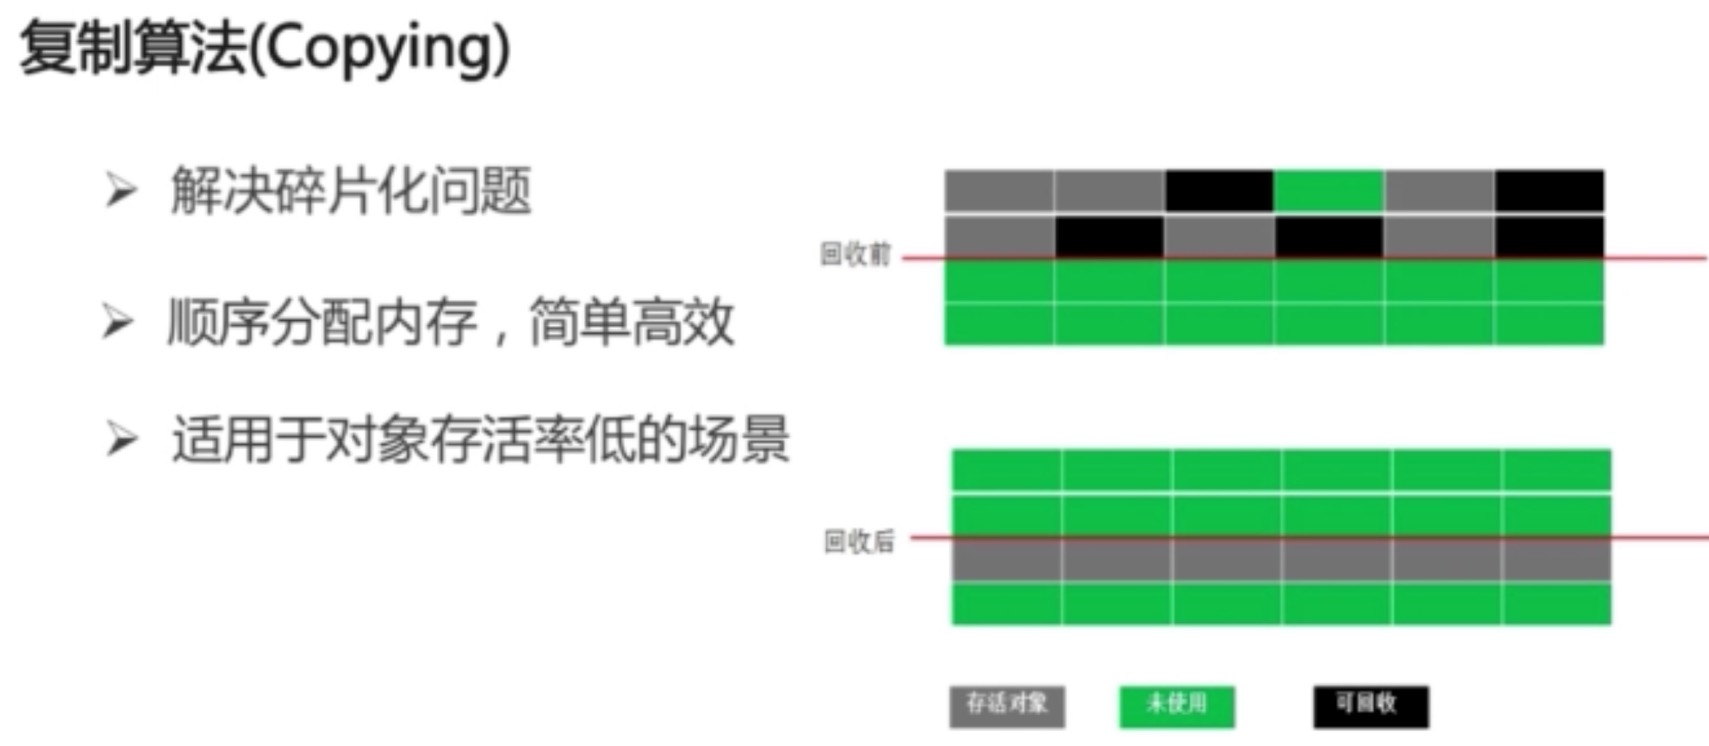 复制算法(Copying)
解决碎片化问题
顺序分配内存，简单高效
适用于对象存活率低的场景
回收前
回收后
存活对象
未使用
可回收